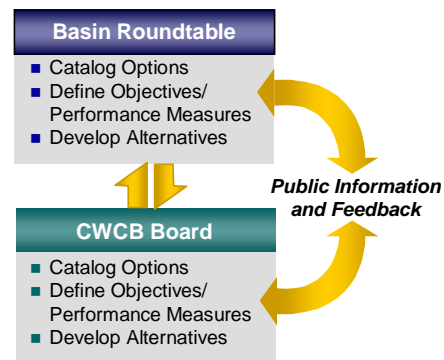 Basin Roundtable
■ Catalog Options
■ Define Objectives/
Performance Measures
■ Develop Alternatives
Public Information
and Feedback
CWCB Board
■ Catalog Options
■ Define Objectives/
Performance Measures
■ Develop Alternatives